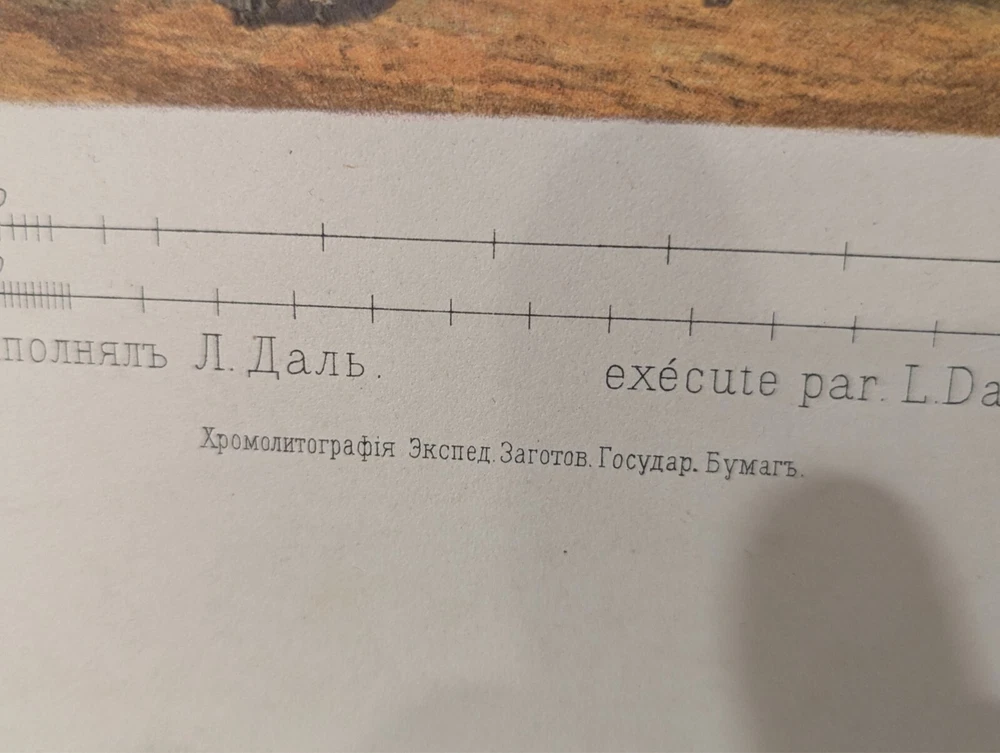 полнялъ Л. Даль. exécute par. L. Da
Хромолитографія Экспед. Заготов. Государ. Бумагъ.